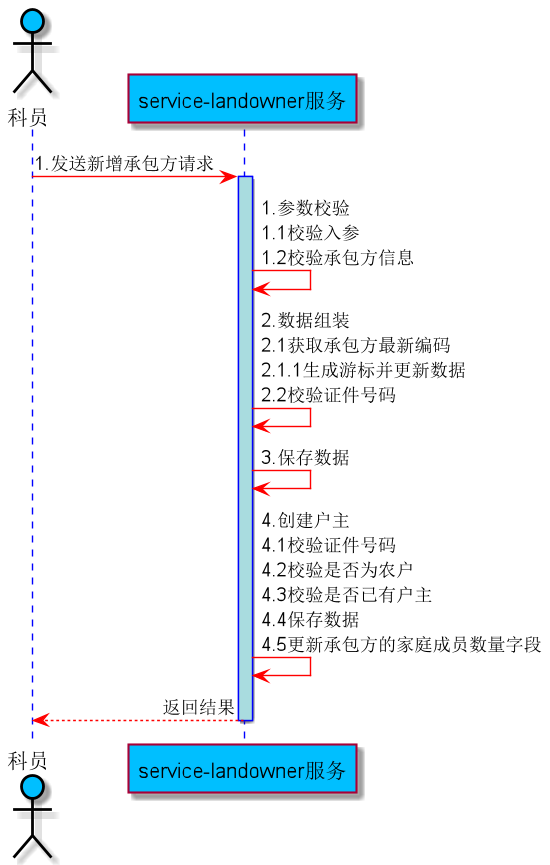 科员
service-landowner服务
1.发送新增承包方请求
1.参数校验
1.1校验入参
1.2校验承包方信息
2.数据组装
2.1获取承包方最新编码
2.1.1生成游标并更新数据
2.2校验证件号码
3.保存数据
4.创建户主
4.1校验证件号码
4.2校验是否为农户
4.3校验是否已有户主
4.4保存数据
4.5更新承包方的家庭成员数量字段
返回结果
科员
service-landowner服务